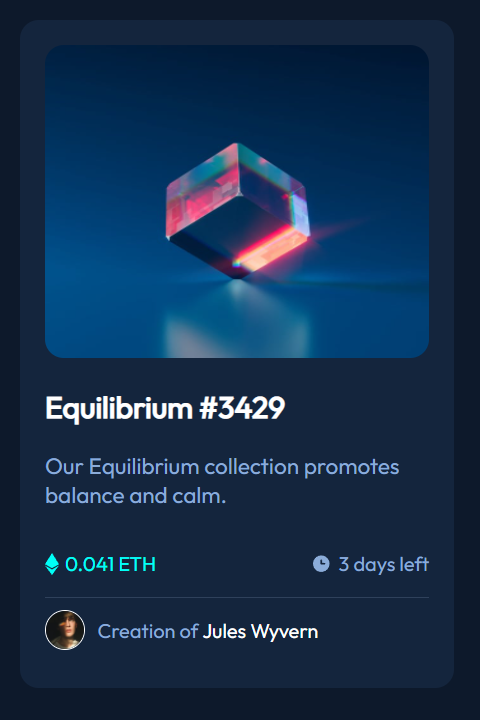 Equilibrium #3429
Our Equilibrium collection promotes
balance and calm.
0.041 ETH
3 days left
Creation of Jules Wyvern